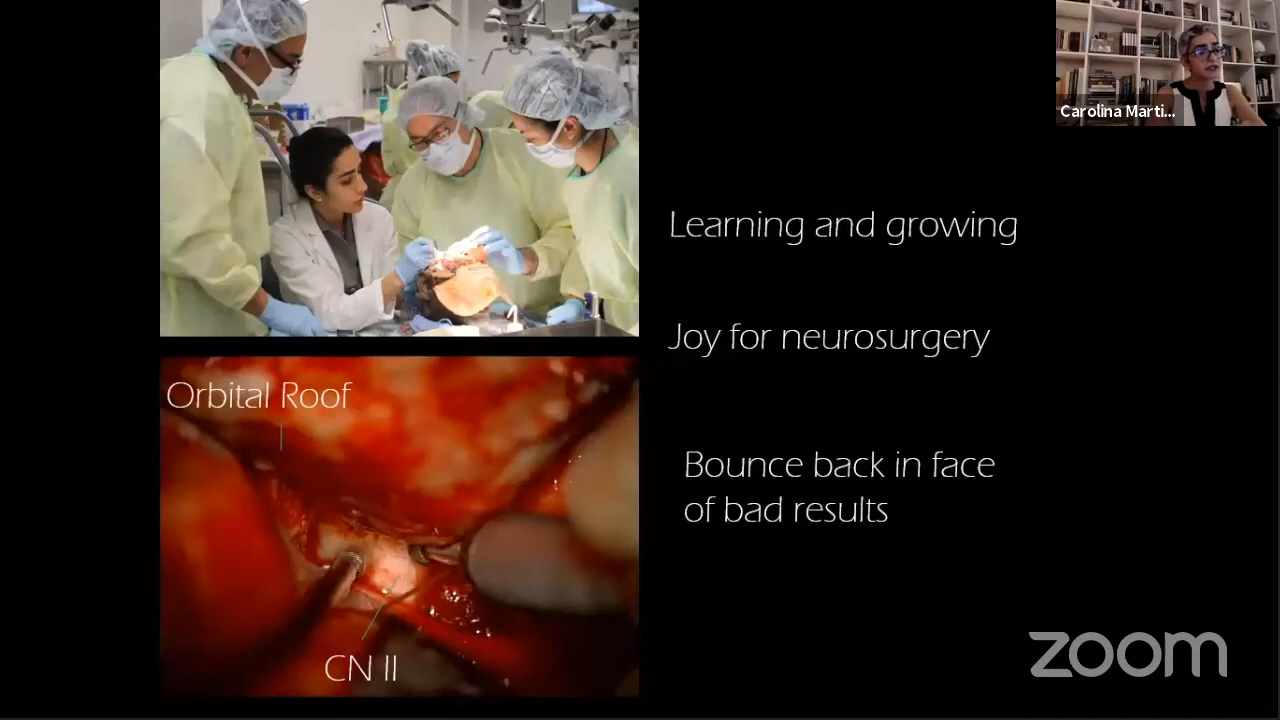 Carolina Marti...
Learning and growing
Joy for neurosurgery
Orbital Roof
Bounce back in face
of bad results
CN II
zoom